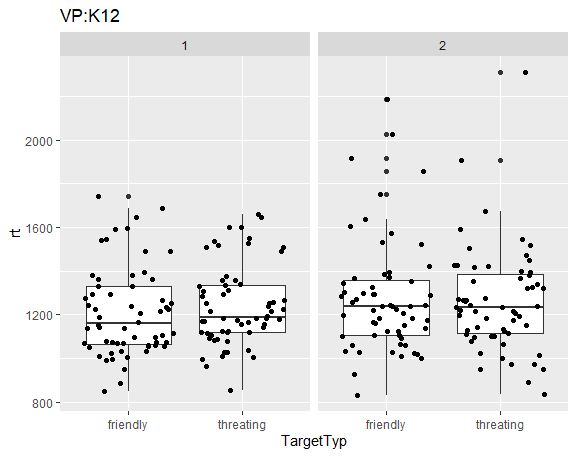 VP:K12
1
2
2000
1600
1200
800
rt
friendly
threating
friendly
threating
TargetTyp